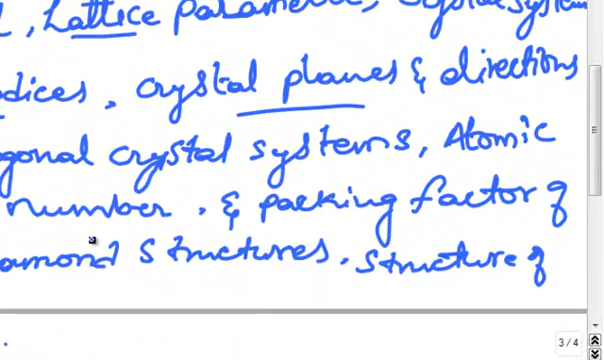 , Lattice parameters, Crystal System
dices. crystal planes & directions
gonal crystal systems, Atomic
number. & packing factor of
amond Structures. Structure of
3/4